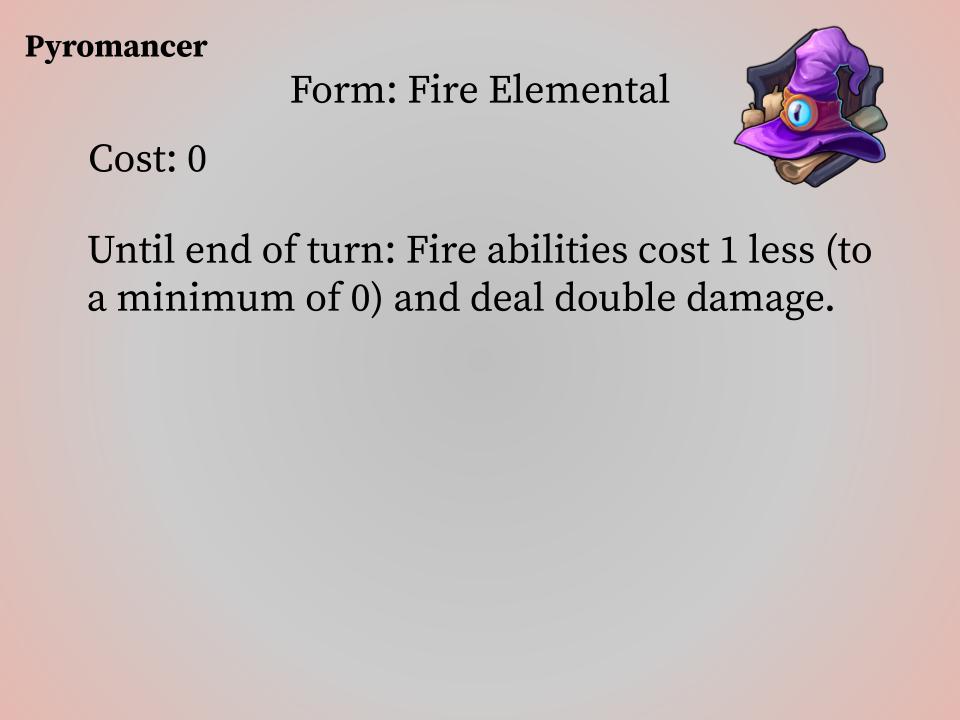 Pyromancer
Form: Fire Elemental
Cost: 0
Until end of turn: Fire abilities cost 1 less (to
a minimum of 0) and deal double damage.